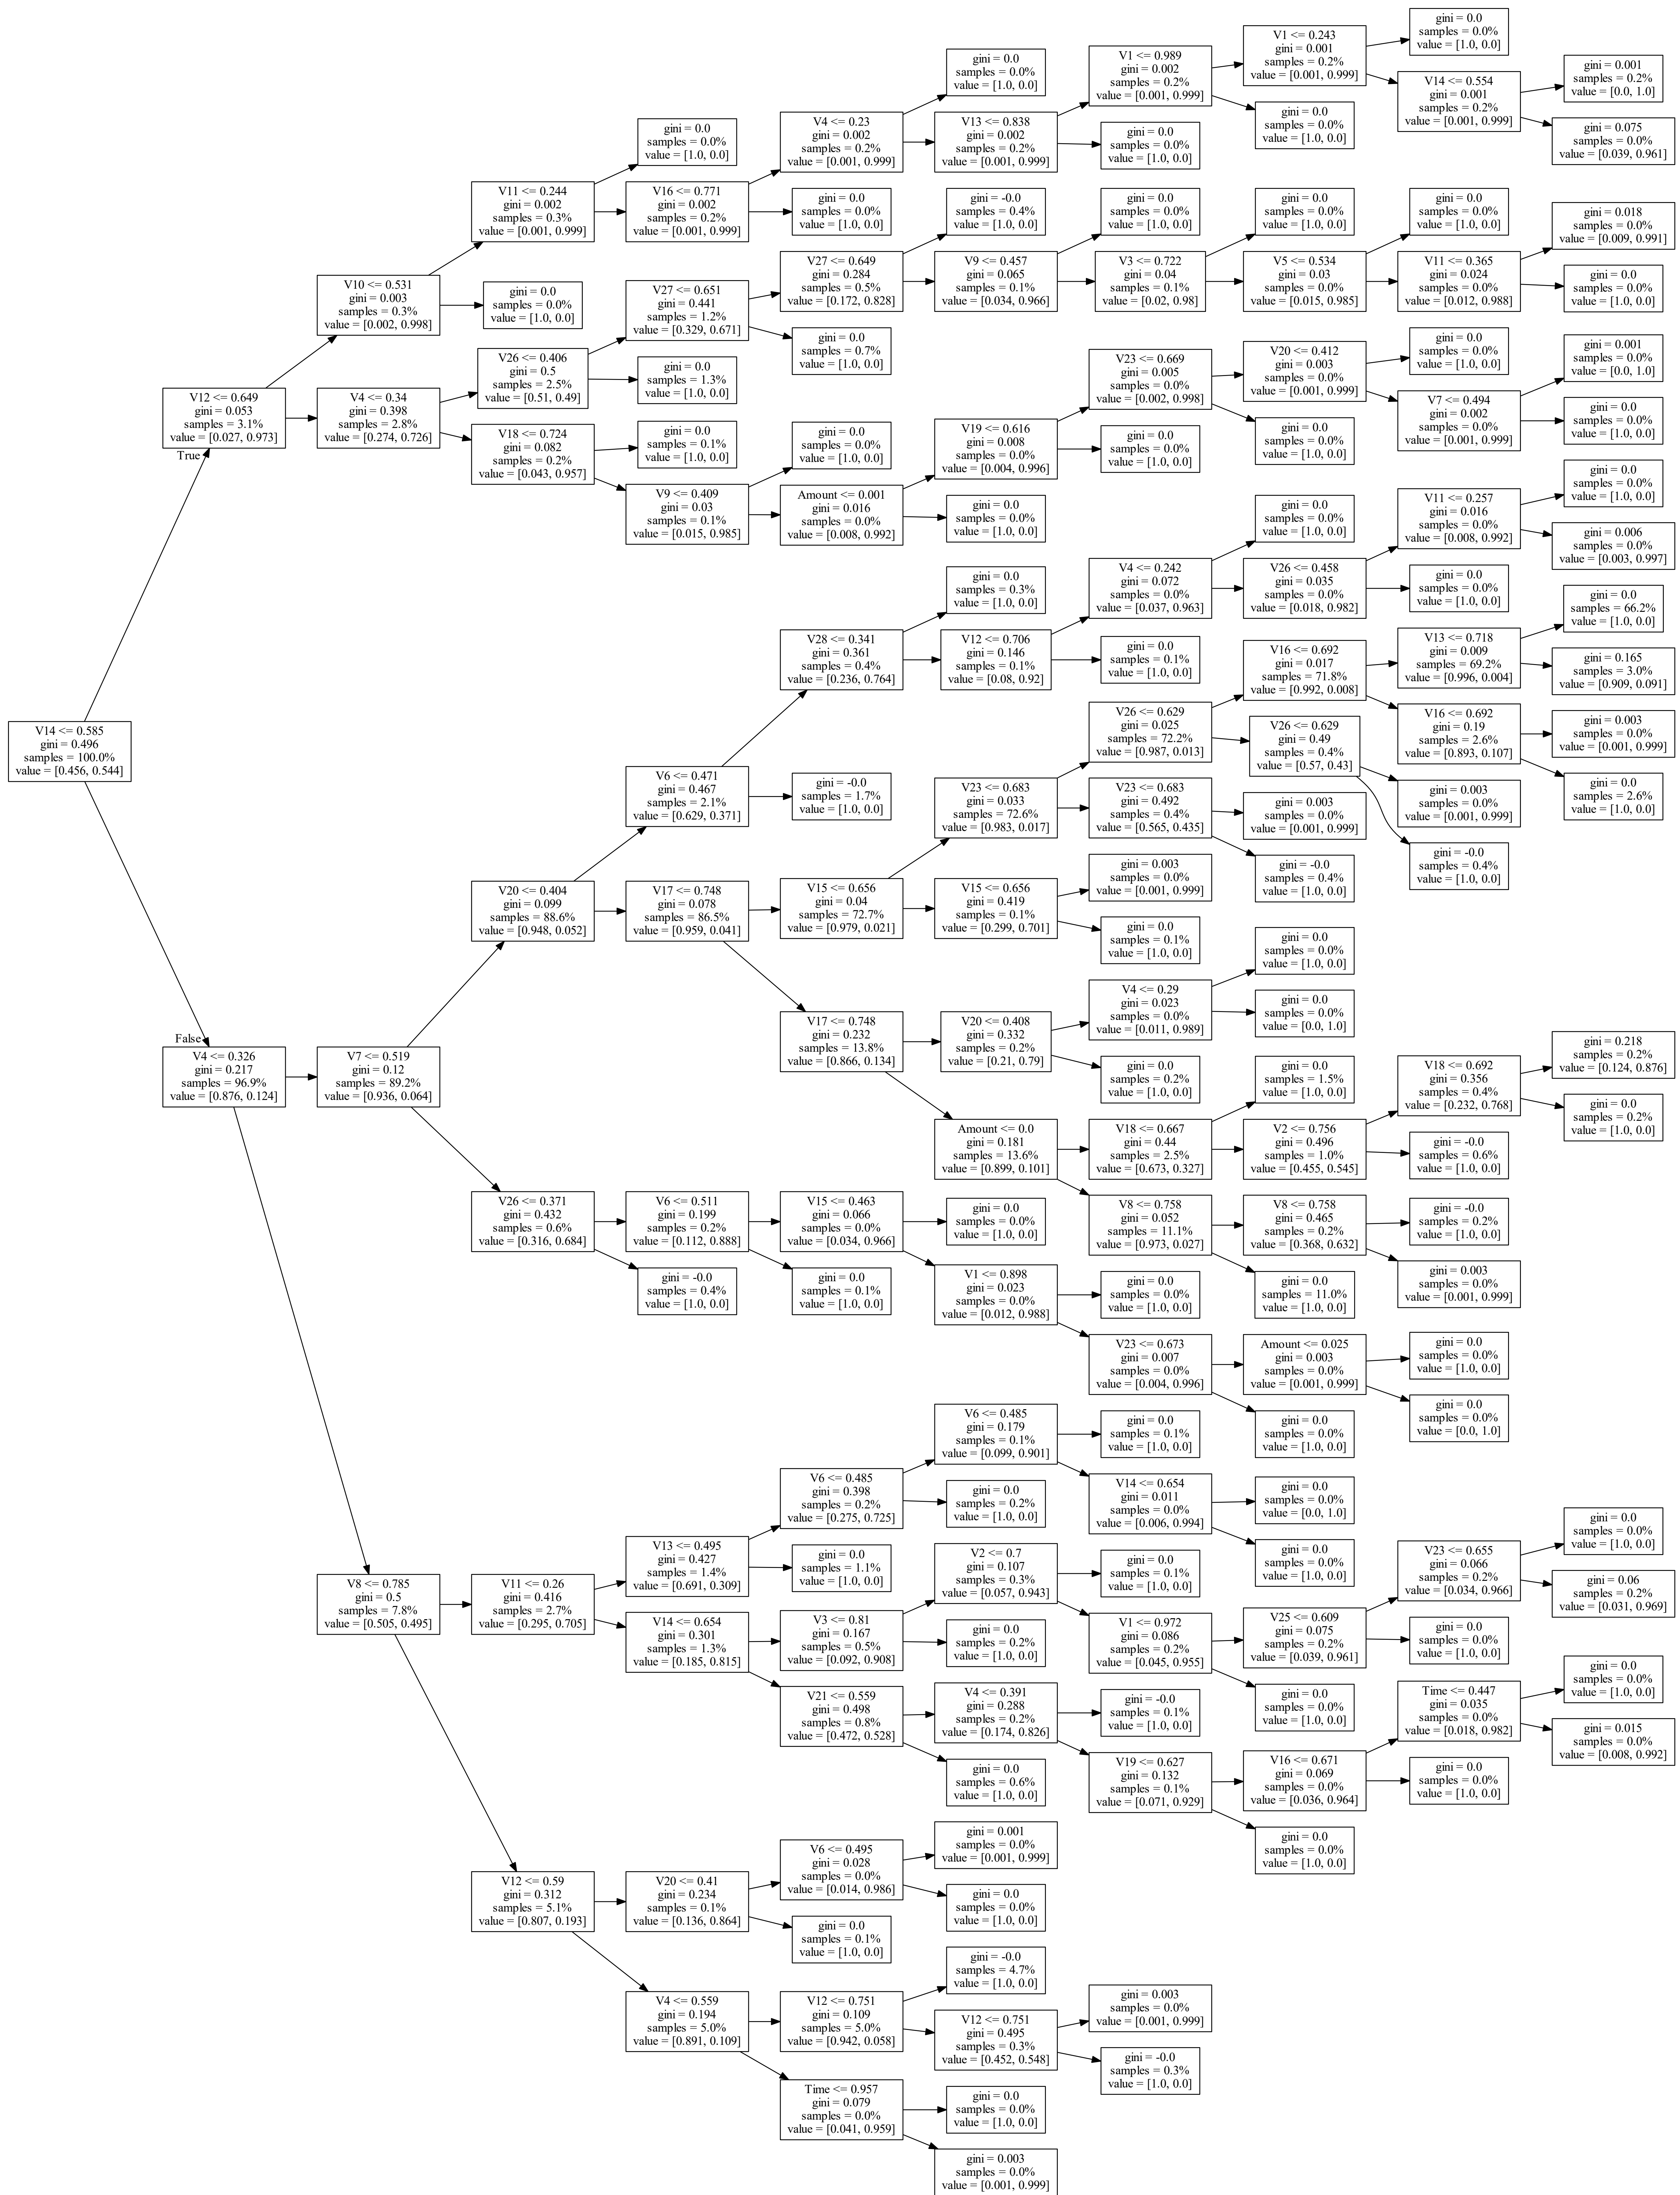 V14 <= 0.585
gini = 0.496
samples = 100.0%
value = [0.456, 0.544]
V12 <= 0.649
gini = 0.053
samples = 3.1%
value = [0.027, 0.973]
True
False
V4 <= 0.326
gini = 0.217
samples = 96.9%
value = [0.876, 0.124]
V10 <= 0.531
gini = 0.003
samples = 0.3%
value = [0.002, 0.998]
V4 <= 0.34
gini = 0.398
samples = 2.8%
value = [0.274, 0.726]
V7 <= 0.519
gini = 0.12
samples = 89.2%
value = [0.936, 0.064]
V8 <= 0.785
gini = 0.5
samples = 7.8%
value = [0.505, 0.495]
V11 <= 0.244
gini = 0.002
samples = 0.3%
value = [0.001, 0.999]
gini = 0.0
samples = 0.0%
value = [1.0, 0.0]
V26 <= 0.406
gini = 0.5
samples = 2.5%
value = [0.51, 0.49]
V18 <= 0.724
gini = 0.082
samples = 0.2%
value = [0.043, 0.957]
V20 <= 0.404
gini = 0.099
samples = 88.6%
value = [0.948, 0.052]
V26 <= 0.371
gini = 0.432
samples = 0.6%
value = [0.316, 0.684]
V11 <= 0.26
gini = 0.416
samples = 2.7%
value = [0.295, 0.705]
V12 <= 0.59
gini = 0.312
samples = 5.1%
value = [0.807, 0.193]
gini = 0.0
samples = 0.0%
value = [1.0, 0.0]
V16 <= 0.771
gini = 0.002
samples = 0.2%
value = [0.001, 0.999]
V27 <= 0.651
gini = 0.441
samples = 1.2%
value = [0.329, 0.671]
gini = 0.0
samples = 1.3%
value = [1.0, 0.0]
gini = 0.0
samples = 0.1%
value = [1.0, 0.0]
V9 <= 0.409
gini = 0.03
samples = 0.1%
value = [0.015, 0.985]
V6 <= 0.471
gini = 0.467
samples = 2.1%
value = [0.629, 0.371]
V17 <= 0.748
gini = 0.078
samples = 86.5%
value = [0.959, 0.041]
V6 <= 0.511
gini = 0.199
samples = 0.2%
value = [0.112, 0.888]
gini = -0.0
samples = 0.4%
value = [1.0, 0.0]
V13 <= 0.495
gini = 0.427
samples = 1.4%
value = [0.691, 0.309]
V14 <= 0.654
gini = 0.301
samples = 1.3%
value = [0.185, 0.815]
V20 <= 0.41
gini = 0.234
samples = 0.1%
value = [0.136, 0.864]
V4 <= 0.559
gini = 0.194
samples = 5.0%
value = [0.891, 0.109]
V4 <= 0.23
gini = 0.002
samples = 0.2%
value = [0.001, 0.999]
gini = 0.0
samples = 0.0%
value = [1.0, 0.0]
V27 <= 0.649
gini = 0.284
samples = 0.5%
value = [0.172, 0.828]
gini = 0.0
samples = 0.7%
value = [1.0, 0.0]
gini = 0.0
samples = 0.0%
value = [1.0, 0.0]
Amount <= 0.001
gini = 0.016
samples = 0.0%
value = [0.008, 0.992]
V28 <= 0.341
gini = 0.361
samples = 0.4%
value = [0.236, 0.764]
gini = -0.0
samples = 1.7%
value = [1.0, 0.0]
V15 <= 0.656
gini = 0.04
samples = 72.7%
value = [0.979, 0.021]
V17 <= 0.748
gini = 0.232
samples = 13.8%
value = [0.866, 0.134]
V15 <= 0.463
gini = 0.066
samples = 0.0%
value = [0.034, 0.966]
gini = 0.0
samples = 0.1%
value = [1.0, 0.0]
V6 <= 0.485
gini = 0.398
samples = 0.2%
value = [0.275, 0.725]
gini = 0.0
samples = 1.1%
value = [1.0, 0.0]
V3 <= 0.81
gini = 0.167
samples = 0.5%
value = [0.092, 0.908]
V21 <= 0.559
gini = 0.498
samples = 0.8%
value = [0.472, 0.528]
V6 <= 0.495
gini = 0.028
samples = 0.0%
value = [0.014, 0.986]
gini = 0.0
samples = 0.1%
value = [1.0, 0.0]
V12 <= 0.751
gini = 0.109
samples = 5.0%
value = [0.942, 0.058]
Time <= 0.957
gini = 0.079
samples = 0.0%
value = [0.041, 0.959]
gini = 0.0
samples = 0.0%
value = [1.0, 0.0]
V13 <= 0.838
gini = 0.002
samples = 0.2%
value = [0.001, 0.999]
gini = -0.0
samples = 0.4%
value = [1.0, 0.0]
V9 <= 0.457
gini = 0.065
samples = 0.1%
value = [0.034, 0.966]
V19 <= 0.616
gini = 0.008
samples = 0.0%
value = [0.004, 0.996]
gini = 0.0
samples = 0.0%
value = [1.0, 0.0]
gini = 0.0
samples = 0.3%
value = [1.0, 0.0]
V12 <= 0.706
gini = 0.146
samples = 0.1%
value = [0.08, 0.92]
V23 <= 0.683
gini = 0.033
samples = 72.6%
value = [0.983, 0.017]
V15 <= 0.656
gini = 0.419
samples = 0.1%
value = [0.299, 0.701]
V20 <= 0.408
gini = 0.332
samples = 0.2%
value = [0.21, 0.79]
Amount <= 0.0
gini = 0.181
samples = 13.6%
value = [0.899, 0.101]
gini = 0.0
samples = 0.0%
value = [1.0, 0.0]
V1 <= 0.898
gini = 0.023
samples = 0.0%
value = [0.012, 0.988]
V6 <= 0.485
gini = 0.179
samples = 0.1%
value = [0.099, 0.901]
gini = 0.0
samples = 0.2%
value = [1.0, 0.0]
V2 <= 0.7
gini = 0.107
samples = 0.3%
value = [0.057, 0.943]
gini = 0.0
samples = 0.2%
value = [1.0, 0.0]
V4 <= 0.391
gini = 0.288
samples = 0.2%
value = [0.174, 0.826]
gini = 0.0
samples = 0.6%
value = [1.0, 0.0]
gini = 0.001
samples = 0.0%
value = [0.001, 0.999]
gini = 0.0
samples = 0.0%
value = [1.0, 0.0]
gini = -0.0
samples = 4.7%
value = [1.0, 0.0]
V12 <= 0.751
gini = 0.495
samples = 0.3%
value = [0.452, 0.548]
gini = 0.0
samples = 0.0%
value = [1.0, 0.0]
gini = 0.003
samples = 0.0%
value = [0.001, 0.999]
V1 <= 0.989
gini = 0.002
samples = 0.2%
value = [0.001, 0.999]
gini = 0.0
samples = 0.0%
value = [1.0, 0.0]
gini = 0.0
samples = 0.0%
value = [1.0, 0.0]
V3 <= 0.722
gini = 0.04
samples = 0.1%
value = [0.02, 0.98]
V23 <= 0.669
gini = 0.005
samples = 0.0%
value = [0.002, 0.998]
gini = 0.0
samples = 0.0%
value = [1.0, 0.0]
V4 <= 0.242
gini = 0.072
samples = 0.0%
value = [0.037, 0.963]
gini = 0.0
samples = 0.1%
value = [1.0, 0.0]
V26 <= 0.629
gini = 0.025
samples = 72.2%
value = [0.987, 0.013]
V23 <= 0.683
gini = 0.492
samples = 0.4%
value = [0.565, 0.435]
gini = 0.003
samples = 0.0%
value = [0.001, 0.999]
gini = 0.0
samples = 0.1%
value = [1.0, 0.0]
V4 <= 0.29
gini = 0.023
samples = 0.0%
value = [0.011, 0.989]
gini = 0.0
samples = 0.2%
value = [1.0, 0.0]
V18 <= 0.667
gini = 0.44
samples = 2.5%
value = [0.673, 0.327]
V8 <= 0.758
gini = 0.052
samples = 11.1%
value = [0.973, 0.027]
gini = 0.0
samples = 0.0%
value = [1.0, 0.0]
V23 <= 0.673
gini = 0.007
samples = 0.0%
value = [0.004, 0.996]
gini = 0.0
samples = 0.1%
value = [1.0, 0.0]
V14 <= 0.654
gini = 0.011
samples = 0.0%
value = [0.006, 0.994]
gini = 0.0
samples = 0.1%
value = [1.0, 0.0]
V1 <= 0.972
gini = 0.086
samples = 0.2%
value = [0.045, 0.955]
gini = -0.0
samples = 0.1%
value = [1.0, 0.0]
V19 <= 0.627
gini = 0.132
samples = 0.1%
value = [0.071, 0.929]
gini = 0.003
samples = 0.0%
value = [0.001, 0.999]
gini = -0.0
samples = 0.3%
value = [1.0, 0.0]
V1 <= 0.243
gini = 0.001
samples = 0.2%
value = [0.001, 0.999]
gini = 0.0
samples = 0.0%
value = [1.0, 0.0]
gini = 0.0
samples = 0.0%
value = [1.0, 0.0]
V5 <= 0.534
gini = 0.03
samples = 0.0%
value = [0.015, 0.985]
V20 <= 0.412
gini = 0.003
samples = 0.0%
value = [0.001, 0.999]
gini = 0.0
samples = 0.0%
value = [1.0, 0.0]
gini = 0.0
samples = 0.0%
value = [1.0, 0.0]
V26 <= 0.458
gini = 0.035
samples = 0.0%
value = [0.018, 0.982]
V16 <= 0.692
gini = 0.017
samples = 71.8%
value = [0.992, 0.008]
V26 <= 0.629
gini = 0.49
samples = 0.4%
value = [0.57, 0.43]
gini = 0.003
samples = 0.0%
value = [0.001, 0.999]
gini = -0.0
samples = 0.4%
value = [1.0, 0.0]
gini = 0.0
samples = 0.0%
value = [1.0, 0.0]
gini = 0.0
samples = 0.0%
value = [0.0, 1.0]
gini = 0.0
samples = 1.5%
value = [1.0, 0.0]
V2 <= 0.756
gini = 0.496
samples = 1.0%
value = [0.455, 0.545]
V8 <= 0.758
gini = 0.465
samples = 0.2%
value = [0.368, 0.632]
gini = 0.0
samples = 11.0%
value = [1.0, 0.0]
Amount <= 0.025
gini = 0.003
samples = 0.0%
value = [0.001, 0.999]
gini = 0.0
samples = 0.0%
value = [1.0, 0.0]
gini = 0.0
samples = 0.0%
value = [0.0, 1.0]
gini = 0.0
samples = 0.0%
value = [1.0, 0.0]
V25 <= 0.609
gini = 0.075
samples = 0.2%
value = [0.039, 0.961]
gini = 0.0
samples = 0.0%
value = [1.0, 0.0]
V16 <= 0.671
gini = 0.069
samples = 0.0%
value = [0.036, 0.964]
gini = 0.0
samples = 0.0%
value = [1.0, 0.0]
gini = 0.0
samples = 0.0%
value = [1.0, 0.0]
V14 <= 0.554
gini = 0.001
samples = 0.2%
value = [0.001, 0.999]
gini = 0.0
samples = 0.0%
value = [1.0, 0.0]
V11 <= 0.365
gini = 0.024
samples = 0.0%
value = [0.012, 0.988]
gini = 0.0
samples = 0.0%
value = [1.0, 0.0]
V7 <= 0.494
gini = 0.002
samples = 0.0%
value = [0.001, 0.999]
V11 <= 0.257
gini = 0.016
samples = 0.0%
value = [0.008, 0.992]
gini = 0.0
samples = 0.0%
value = [1.0, 0.0]
V13 <= 0.718
gini = 0.009
samples = 69.2%
value = [0.996, 0.004]
V16 <= 0.692
gini = 0.19
samples = 2.6%
value = [0.893, 0.107]
gini = 0.003
samples = 0.0%
value = [0.001, 0.999]
gini = -0.0
samples = 0.4%
value = [1.0, 0.0]
V18 <= 0.692
gini = 0.356
samples = 0.4%
value = [0.232, 0.768]
gini = -0.0
samples = 0.6%
value = [1.0, 0.0]
gini = -0.0
samples = 0.2%
value = [1.0, 0.0]
gini = 0.003
samples = 0.0%
value = [0.001, 0.999]
gini = 0.0
samples = 0.0%
value = [1.0, 0.0]
gini = 0.0
samples = 0.0%
value = [0.0, 1.0]
V23 <= 0.655
gini = 0.066
samples = 0.2%
value = [0.034, 0.966]
gini = 0.0
samples = 0.0%
value = [1.0, 0.0]
Time <= 0.447
gini = 0.035
samples = 0.0%
value = [0.018, 0.982]
gini = 0.0
samples = 0.0%
value = [1.0, 0.0]
gini = 0.001
samples = 0.2%
value = [0.0, 1.0]
gini = 0.075
samples = 0.0%
value = [0.039, 0.961]
gini = 0.018
samples = 0.0%
value = [0.009, 0.991]
gini = 0.0
samples = 0.0%
value = [1.0, 0.0]
gini = 0.001
samples = 0.0%
value = [0.0, 1.0]
gini = 0.0
samples = 0.0%
value = [1.0, 0.0]
gini = 0.0
samples = 0.0%
value = [1.0, 0.0]
gini = 0.006
samples = 0.0%
value = [0.003, 0.997]
gini = 0.0
samples = 66.2%
value = [1.0, 0.0]
gini = 0.165
samples = 3.0%
value = [0.909, 0.091]
gini = 0.003
samples = 0.0%
value = [0.001, 0.999]
gini = 0.0
samples = 2.6%
value = [1.0, 0.0]
gini = 0.218
samples = 0.2%
value = [0.124, 0.876]
gini = 0.0
samples = 0.2%
value = [1.0, 0.0]
gini = 0.0
samples = 0.0%
value = [1.0, 0.0]
gini = 0.06
samples = 0.2%
value = [0.031, 0.969]
gini = 0.0
samples = 0.0%
value = [1.0, 0.0]
gini = 0.015
samples = 0.0%
value = [0.008, 0.992]